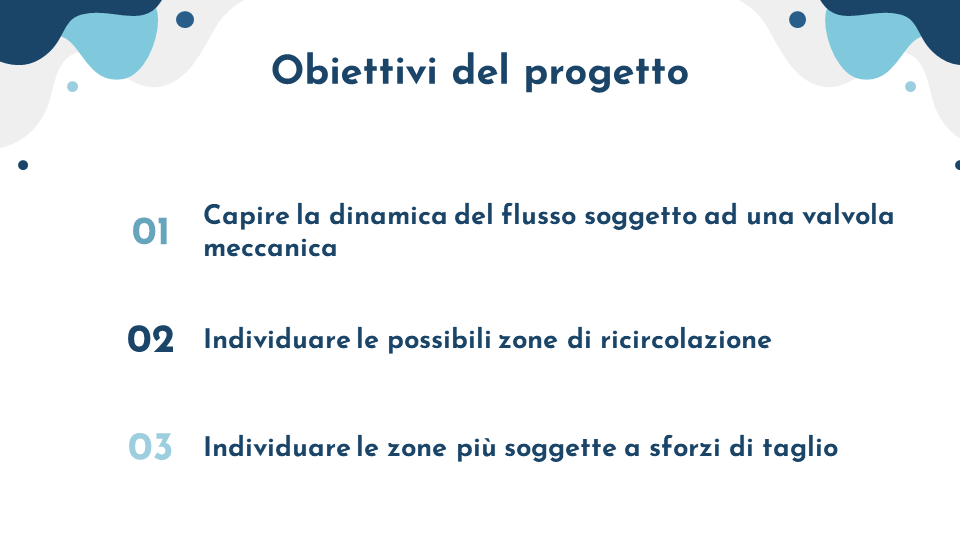 Obiettivi del progetto
01
Capire la dinamica del flusso soggetto ad una valvola
meccanica
02
Individuare le possibili zone di ricircolazione
03
Individuare le zone più soggette a sforzi di taglio